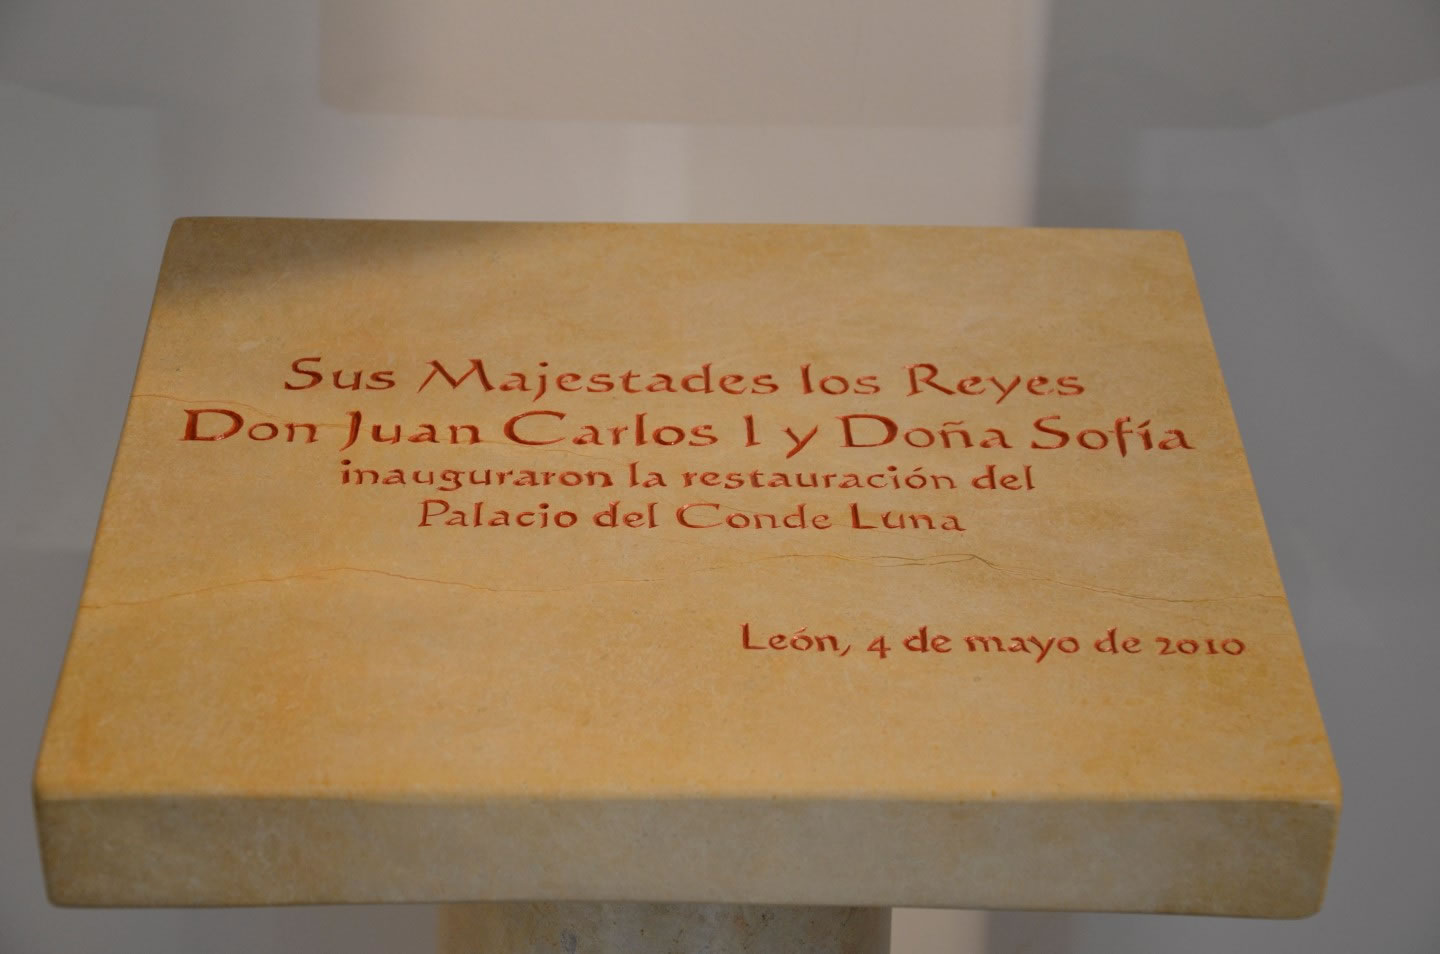 Sus Majestades los Reyes
Don Juan Carlos I y Doña Sofía
inauguraron la restauración del
Palacio del Conde Luna
León, 4 de mayo de 2010